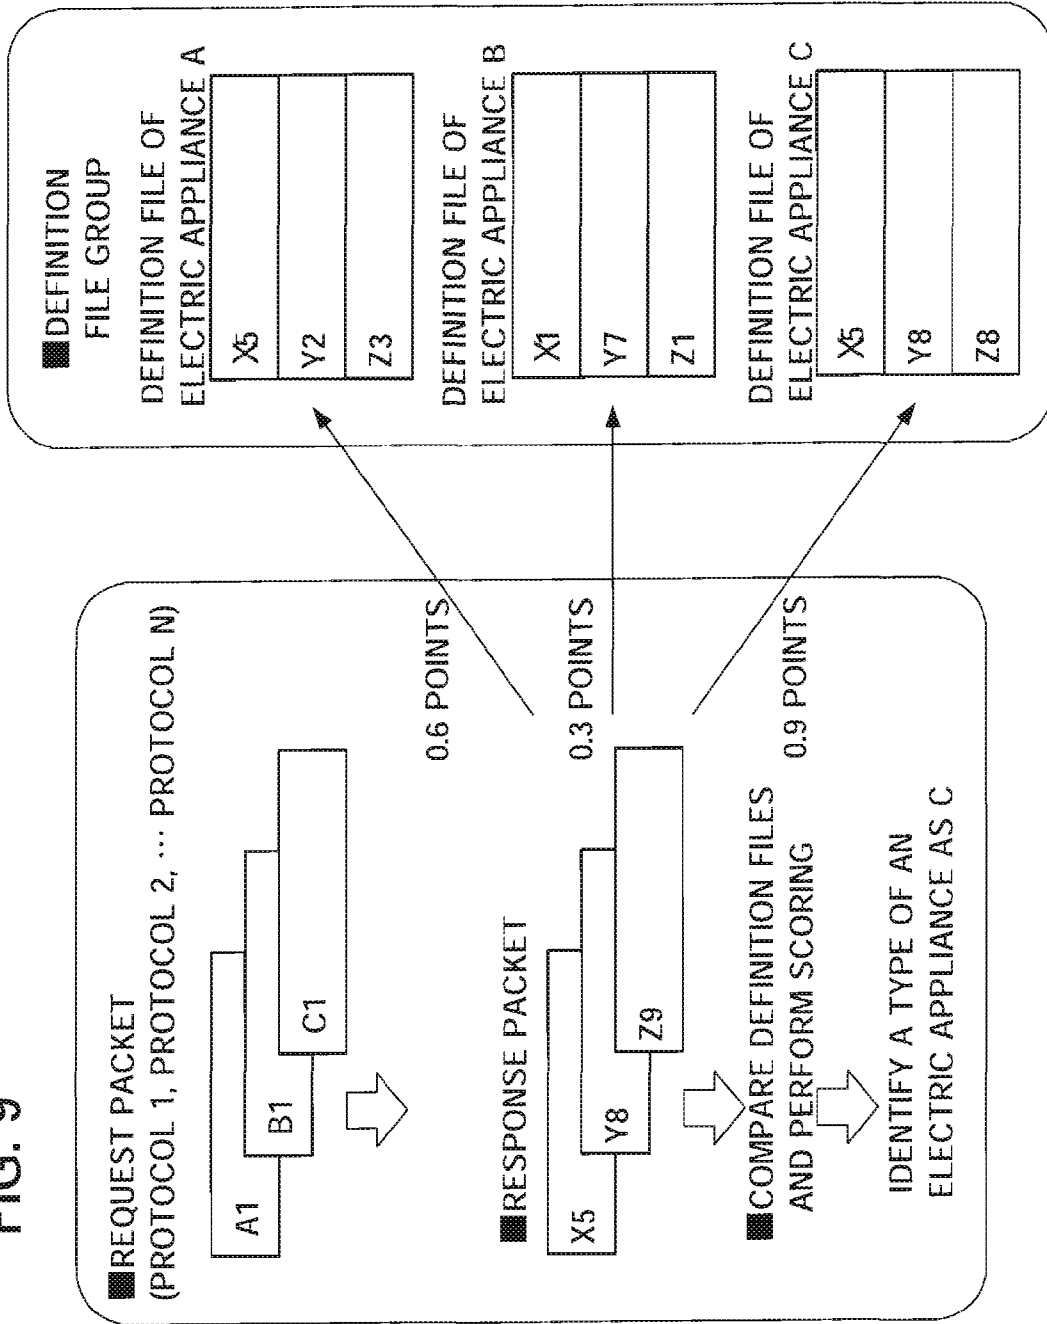 FIG. 9
■REQUEST PACKET
(PROTOCOL 1, PROTOCOL 2, ··· PROTOCOL N)
A1
B1
C1
■RESPONSE PACKET
X5
Y8
Z9
0.6 POINTS
0.3 POINTS
0.9 POINTS
■COMPARE DEFINITION FILES
AND PERFORM SCORING
IDENTIFY A TYPE OF AN
ELECTRIC APPLIANCE AS C
■DEFINITION
FILE GROUP
DEFINITION FILE OF
ELECTRIC APPLIANCE A
X5
Y2
Z3
DEFINITION FILE OF
ELECTRIC APPLIANCE B
X1
Y7
Z1
DEFINITION FILE OF
ELECTRIC APPLIANCE C
X5
Y8
Z8